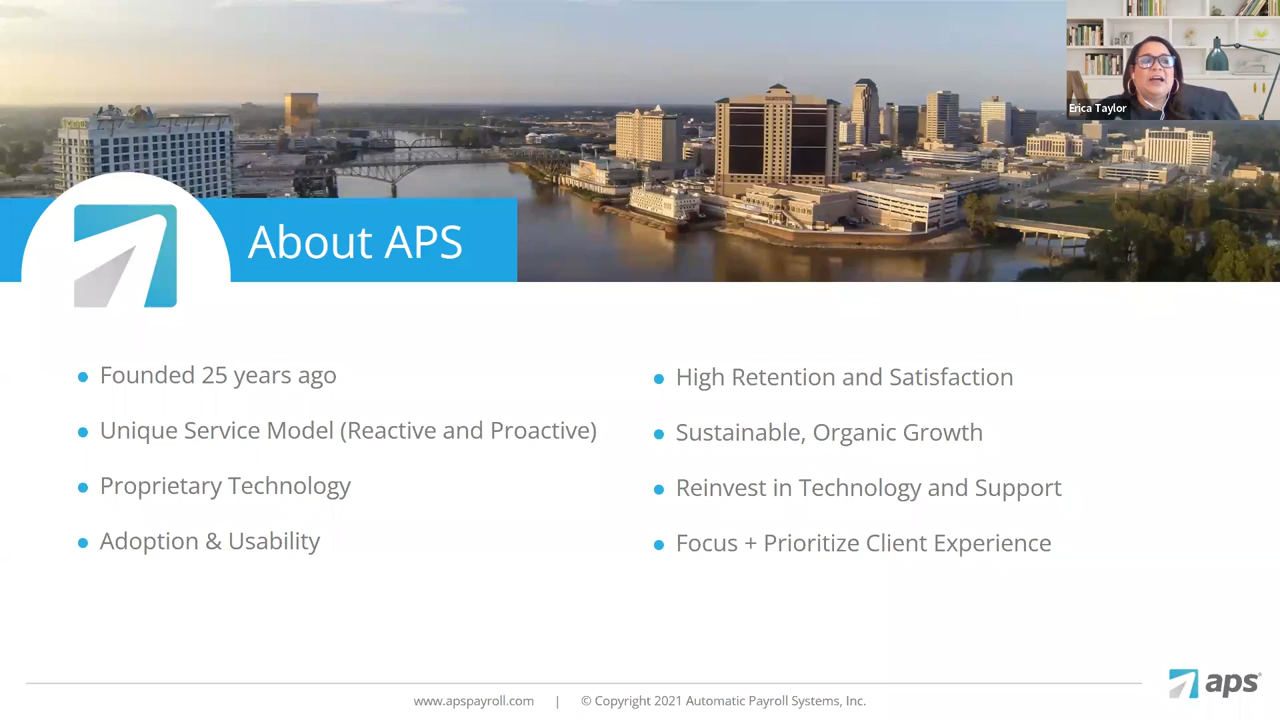 Erica Taylor
About APS
Founded 25 years ago
Unique Service Model (Reactive and Proactive)
Proprietary Technology
Adoption & Usability
High Retention and Satisfaction
Sustainable, Organic Growth
Reinvest in Technology and Support
Focus + Prioritize Client Experience
www.apspayroll.com | © Copyright 2021 Automatic Payroll Systems, Inc.
aps